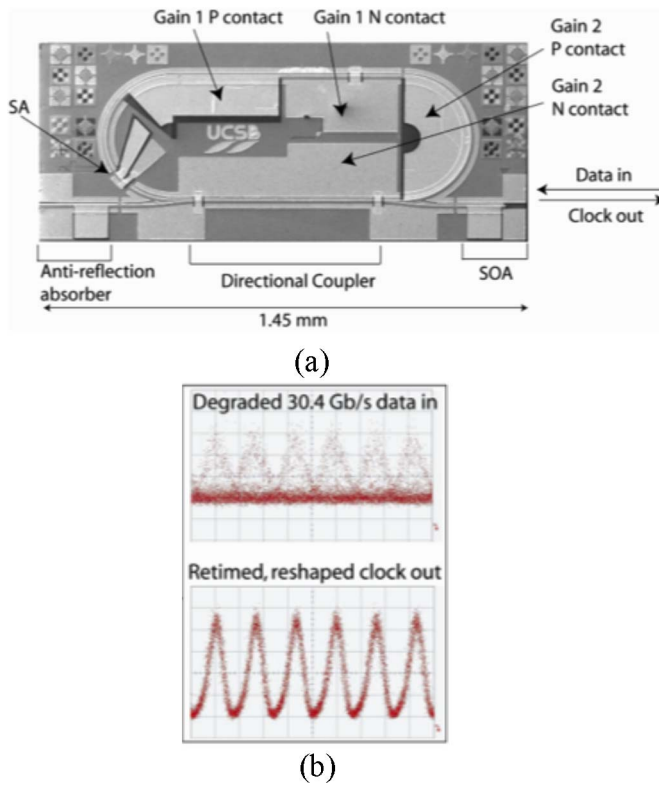 Gain 1 P contact
Gain 1 N contact
Gain 2
P contact
Gain 2
N contact
SA
UCSB
Data in
Clock out
Anti-reflection
absorber
Directional Coupler
SOA
1.45 mm
(a)
Degraded 30.4 Gb/s data in
Retimed, reshaped clock out
(b)